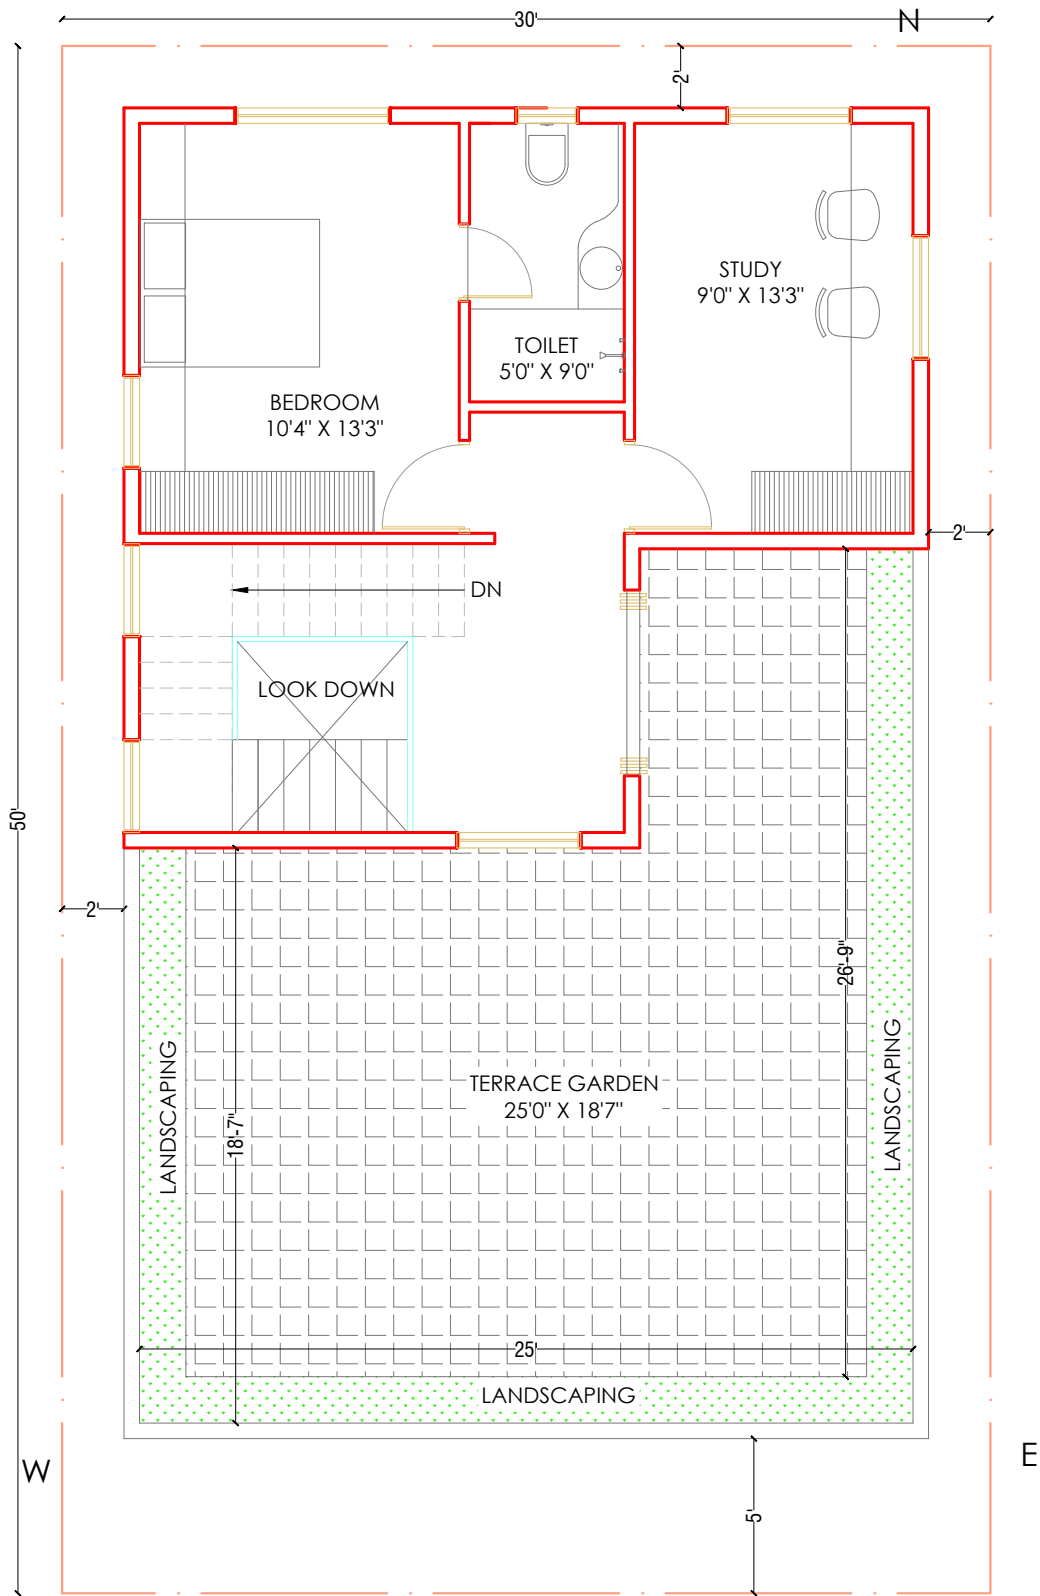 30'
N
2'
STUDY
9'0" X 13'3"
TOILET
5'0" X 9'0"
BEDROOM
10'4" X 13'3"
2'
DN
LOOK DOWN
50'
2'
26'-9"
LANDSCAPING
LANDSCAPING
TERRACE GARDEN
25'0" X 18'7"
18'-7"
25'
LANDSCAPING
W
E
5'